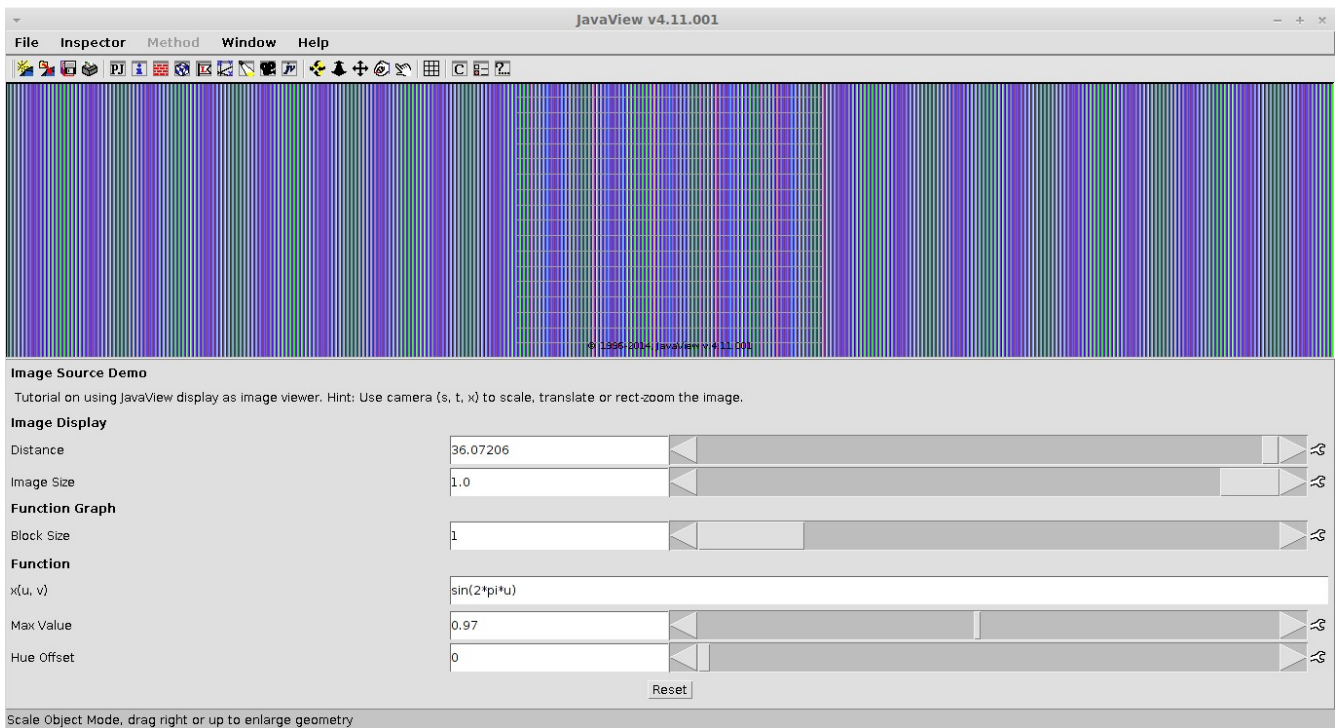 JavaView v4.11.001
File Inspector Method Window Help
PJ i jv C ?...
© 1996-2014, JavaView v.4.11.001
Image Source Demo
Tutorial on using JavaView display as image viewer. Hint: Use camera (s, t, x) to scale, translate or rect-zoom the image.
Image Display
Distance 36.07206
Image Size 1.0
Function Graph
Block Size 1
Function
x(u, v) sin(2*pi*u)
Max Value 0.97
Hue Offset 0
Reset
Scale Object Mode, drag right or up to enlarge geometry